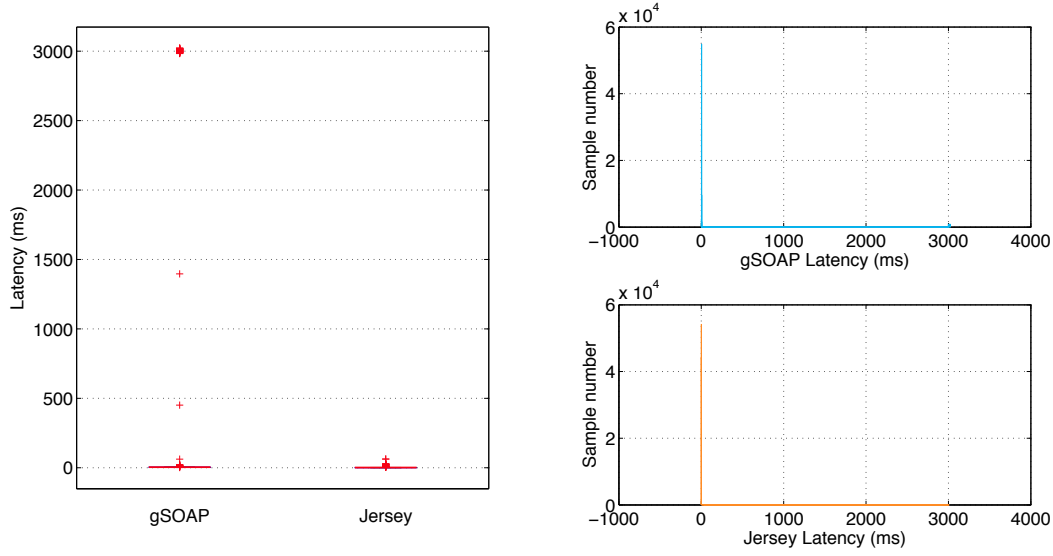 3000
2500
2000
1500
1000
500
0
Latency (ms)
gSOAP
Jersey
x 10^4
6
4
2
0
Sample number
−1000 0 1000 2000 3000 4000
gSOAP Latency (ms)
x 10^4
6
4
2
0
Sample number
−1000 0 1000 2000 3000 4000
Jersey Latency (ms)